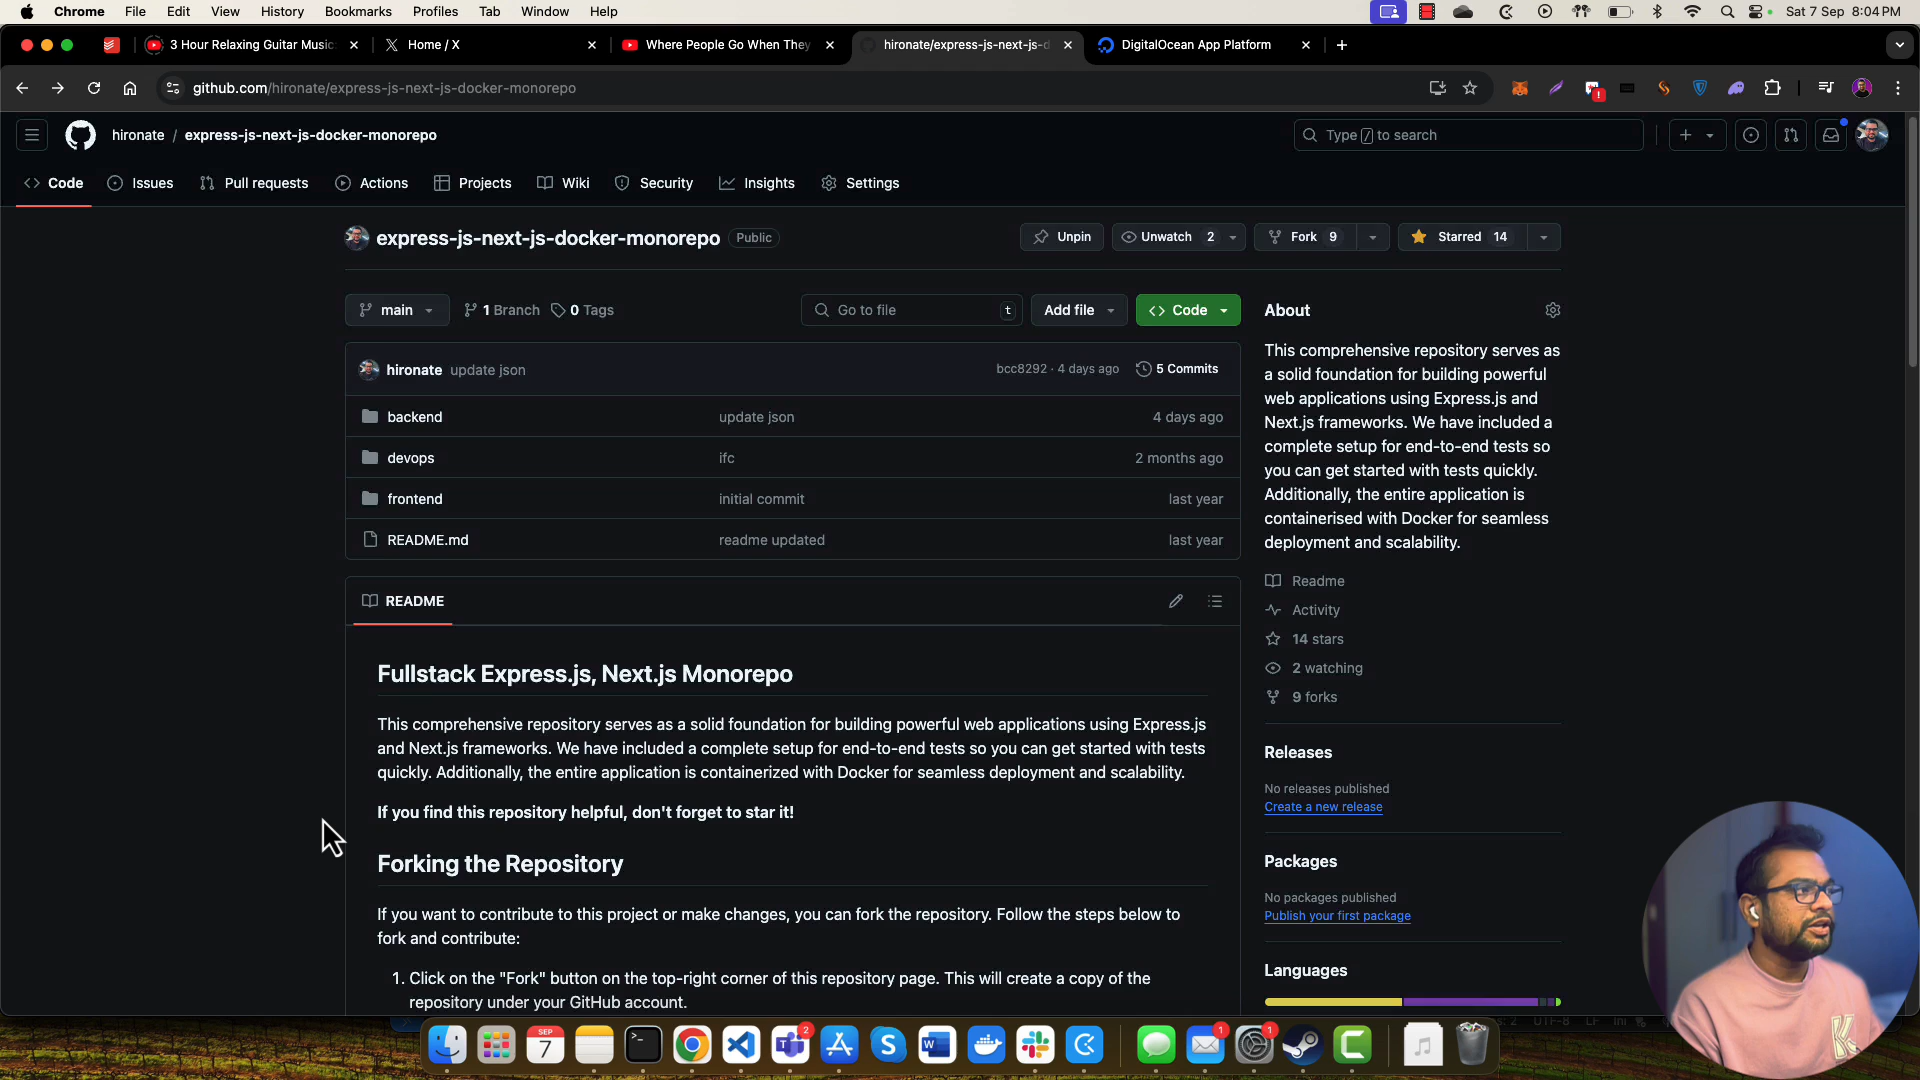 Chrome File Edit View History Bookmarks Profiles Tab Window Help Sat 7 Sep 8:04 PM
3 Hour Relaxing Guitar Music Home / X Where People Go When They hironate/express-js-next-js-d DigitalOcean App Platform
github.com/hironate/express-js-next-js-docker-monorepo
hironate / express-js-next-js-docker-monorepo Type / to search
Code Issues Pull requests Actions Projects Wiki Security Insights Settings
express-js-next-js-docker-monorepo Public Unpin Unwatch 2 Fork 9 Starred 14
main 1 Branch 0 Tags Go to file t Add file Code
About
This comprehensive repository serves as
a solid foundation for building powerful
web applications using Express.js and
Next.js frameworks. We have included a
complete setup for end-to-end tests so
you can get started with tests quickly.
Additionally, the entire application is
containerised with Docker for seamless
deployment and scalability.
Readme
Activity
14 stars
2 watching
9 forks
Releases
No releases published
Create a new release
Packages
No packages published
Publish your first package
Languages
hironate update json bcc8292 · 4 days ago 5 Commits
backend update json 4 days ago
devops ifc 2 months ago
frontend initial commit last year
README.md readme updated last year
README
Fullstack Express.js, Next.js Monorepo
This comprehensive repository serves as a solid foundation for building powerful web applications using Express.js
and Next.js frameworks. We have included a complete setup for end-to-end tests so you can get started with tests
quickly. Additionally, the entire application is containerized with Docker for seamless deployment and scalability.
If you find this repository helpful, don't forget to star it!
Forking the Repository
If you want to contribute to this project or make changes, you can fork the repository. Follow the steps below to
fork and contribute:
1. Click on the "Fork" button on the top-right corner of this repository page. This will create a copy of the
repository under your GitHub account.
UTF-8 LF
SEP
7
2
1
1
K